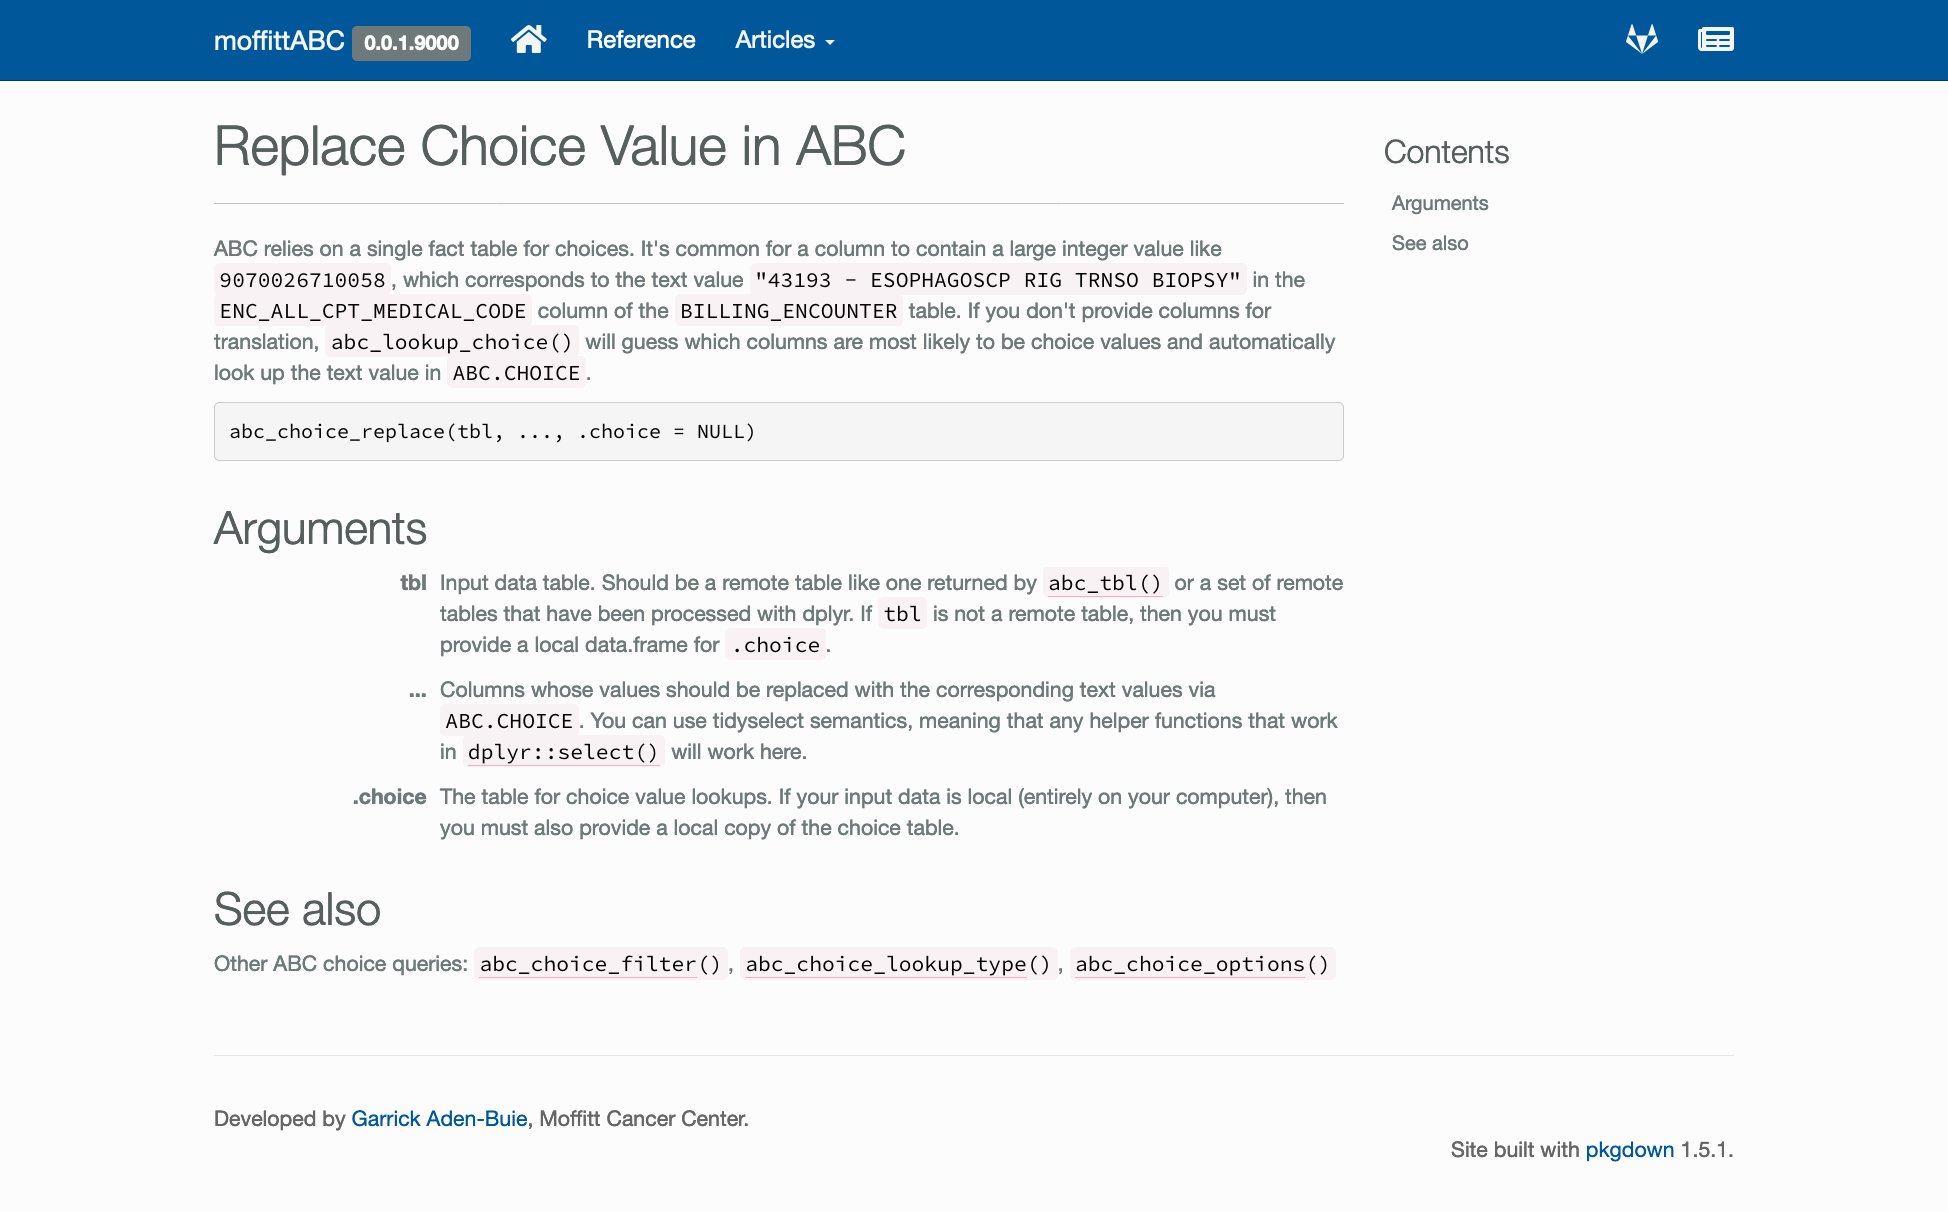 moffittABC 0.0.1.9000 Reference Articles
Replace Choice Value in ABC
Contents
Arguments
See also
ABC relies on a single fact table for choices. It's common for a column to contain a large integer value like
9070026710058, which corresponds to the text value "43193 - ESOPHAGOSCP RIG TRNSO BIOPSY" in the
ENC_ALL_CPT_MEDICAL_CODE column of the BILLING_ENCOUNTER table. If you don't provide columns for
translation, abc_lookup_choice() will guess which columns are most likely to be choice values and automatically
look up the text value in ABC.CHOICE.
abc_choice_replace(tbl, ..., .choice = NULL)
Arguments
tbl Input data table. Should be a remote table like one returned by abc_tbl() or a set of remote
tables that have been processed with dplyr. If tbl is not a remote table, then you must
provide a local data.frame for .choice.
... Columns whose values should be replaced with the corresponding text values via
ABC.CHOICE. You can use tidyselect semantics, meaning that any helper functions that work
in dplyr::select() will work here.
.choice The table for choice value lookups. If your input data is local (entirely on your computer), then
you must also provide a local copy of the choice table.
See also
Other ABC choice queries: abc_choice_filter(), abc_choice_lookup_type(), abc_choice_options()
Developed by Garrick Aden-Buie, Moffitt Cancer Center.
Site built with pkgdown 1.5.1.